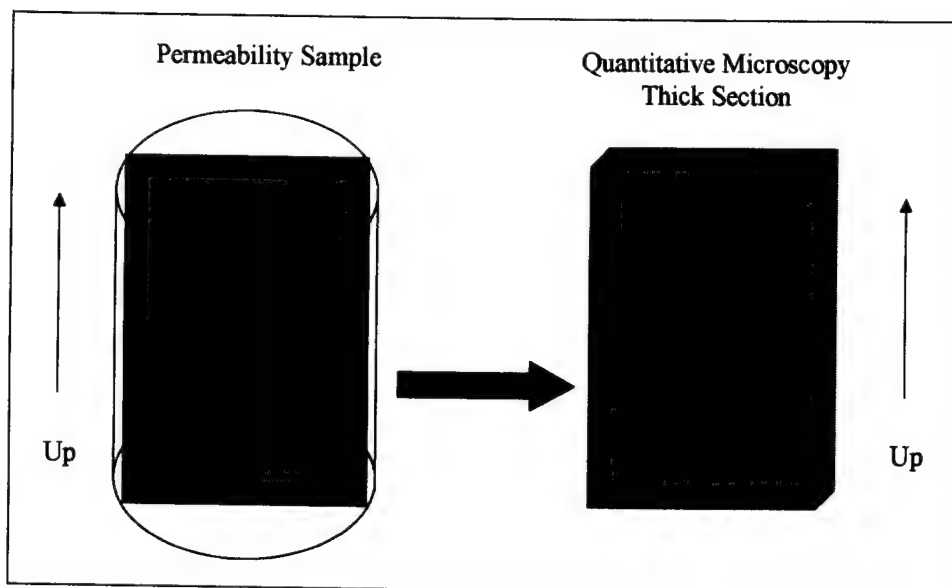 Permeability Sample
Quantitative Microscopy
Thick Section
Up
Up